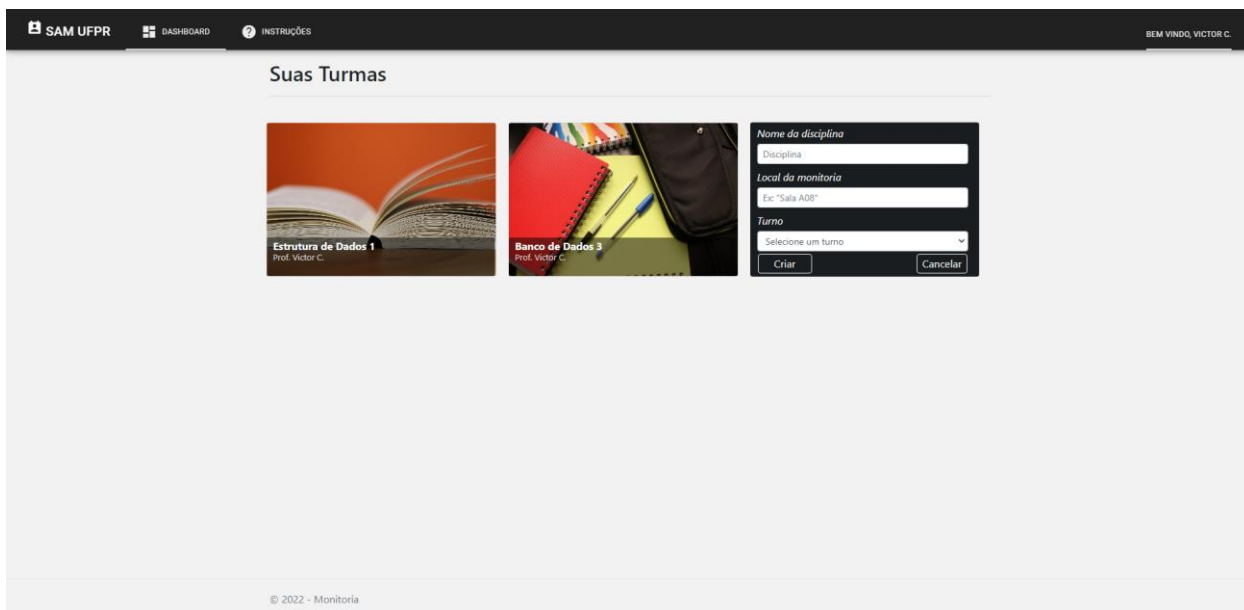 SAM UFPR
DASHBOARD
INSTRUÇÕES
BEM VINDO, VICTOR C.
Suas Turmas
Estrutura de Dados 1
Prof. Victor C.
Banco de Dados 3
Prof. Victor C.
Nome da disciplina
Disciplina
Local da monitoria
Ex: "Sala A08"
Turno
Selecione um turno
Criar
Cancelar
© 2022 - Monitoria